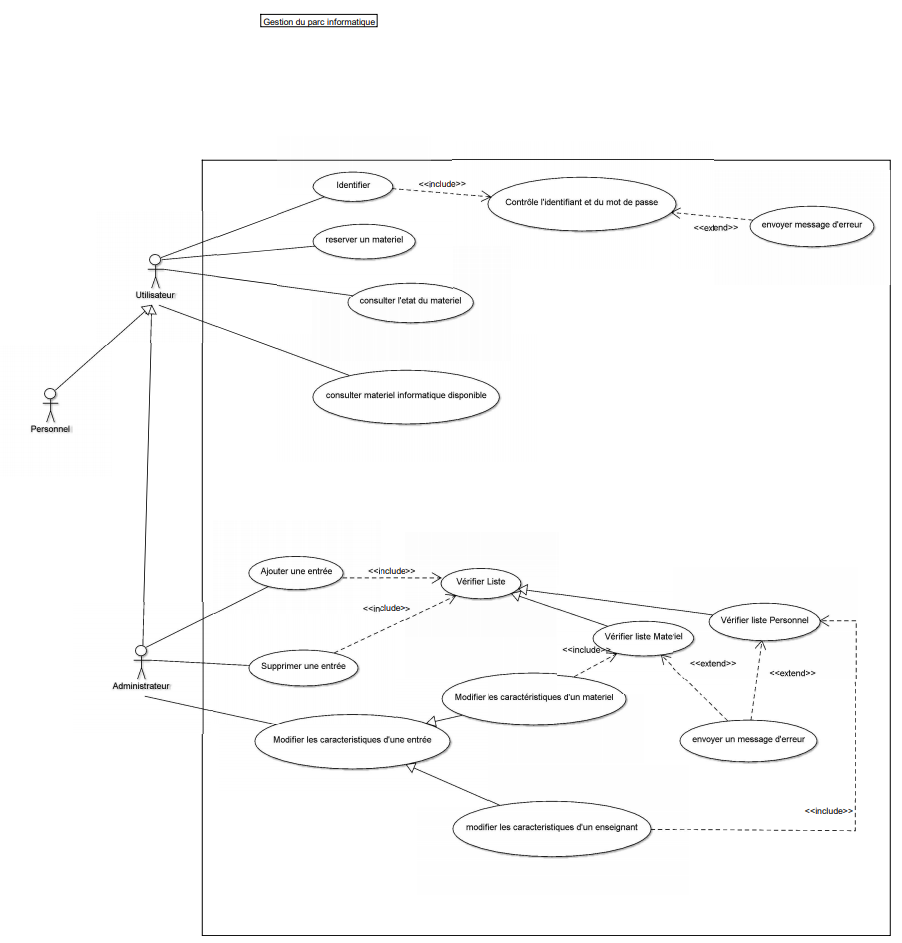 Gestion du parc informatique
Identifier
<<include>>
Contrôle l'identifiant et du mot de passe
<<extend>>
envoyer message d'erreur
reserver un materiel
Utilisateur
consulter l'etat du materiel
consulter materiel informatique disponible
Personnel
Ajouter une entrée
<<include>>
Vérifier Liste
<<include>>
Vérifier liste Personnel
Vérifier liste Materiel
<<include>>
<<extend>>
<<extend>>
Supprimer une entrée
Administrateur
Modifier les caractéristiques d'un materiel
Modifier les caracteristiques d'une entrée
envoyer un message d'erreur
<<include>>
modifier les caracteristiques d'un enseignant